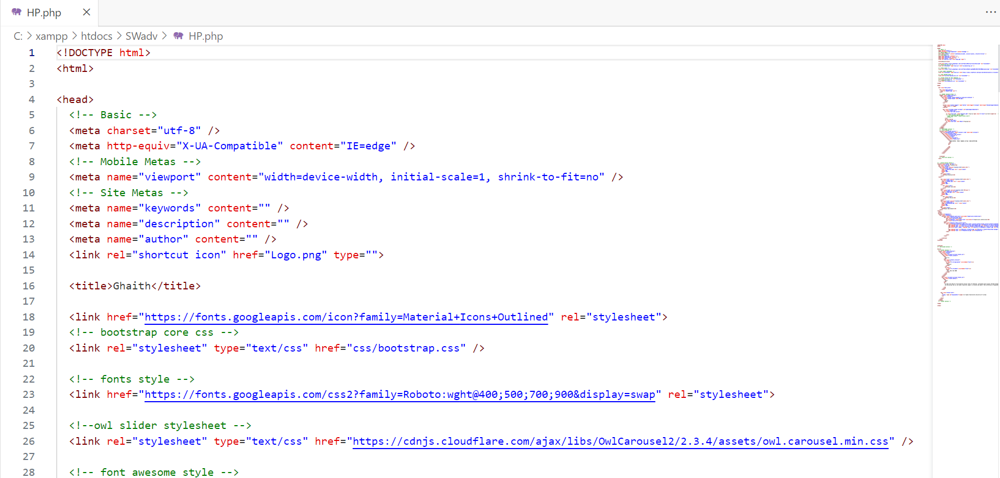 HP.php
C: > xampp > htdocs > SWadv > HP.php
1 <!DOCTYPE html>
2 <html>
3
4 <head>
5 <!-- Basic -->
6 <meta charset="utf-8" />
7 <meta http-equiv="X-UA-Compatible" content="IE=edge" />
8 <!-- Mobile Metas -->
9 <meta name="viewport" content="width=device-width, initial-scale=1, shrink-to-fit=no" />
10 <!-- Site Metas -->
11 <meta name="keywords" content="" />
12 <meta name="description" content="" />
13 <meta name="author" content="" />
14 <link rel="shortcut icon" href="Logo.png" type="">
15
16 <title>Ghaith</title>
17
18 <link href="https://fonts.googleapis.com/icon?family=Material+Icons+Outlined" rel="stylesheet">
19 <!-- bootstrap core css -->
20 <link rel="stylesheet" type="text/css" href="css/bootstrap.css" />
21
22 <!-- fonts style -->
23 <link href="https://fonts.googleapis.com/css2?family=Roboto:wght@400;500;700;900&display=swap" rel="stylesheet">
24
25 <!--owl slider stylesheet -->
26 <link rel="stylesheet" type="text/css" href="https://cdnjs.cloudflare.com/ajax/libs/OwlCarousel2/2.3.4/assets/owl.carousel.min.css" />
27
28 <!-- font awesome style -->